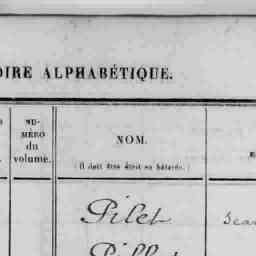 OIRE ALPHABÉTIQUE.
NU-
MÉRO
du
volume.
NOM.
(Il doit être écrit en bâtarde.)
Pilet